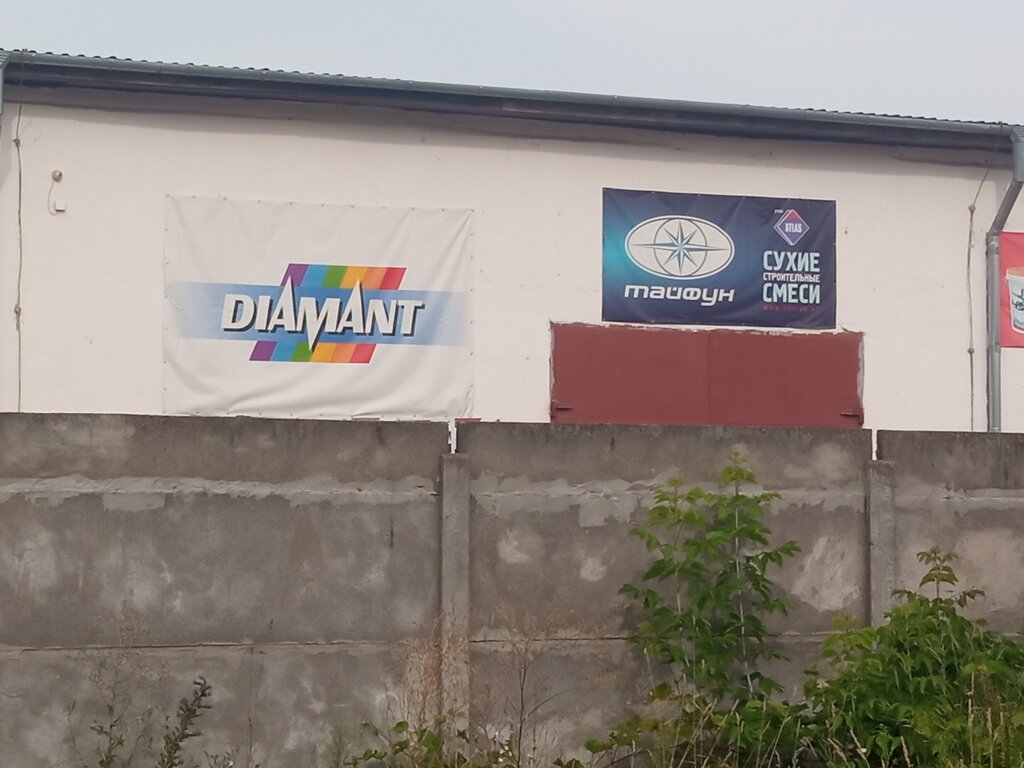 DIAMANT
тайфун
ATLAS
СУХИЕ
СТРОИТЕЛЬНЫЕ
СМЕСИ